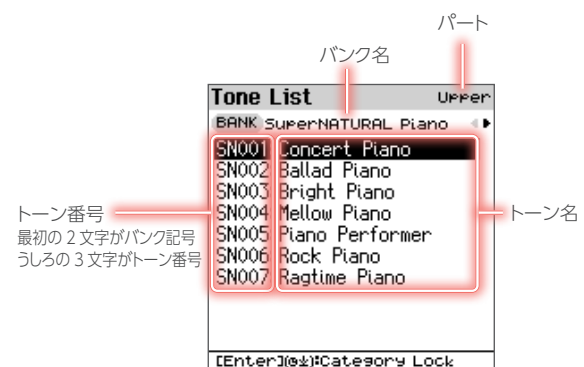 パート
バンク名
Tone List Upper
BANK SuperNATURAL Piano
SN001 Concert Piano
SN002 Ballad Piano
SN003 Bright Piano
SN004 Mellow Piano
SN005 Piano Performer
SN006 Rock Piano
SN007 Ragtime Piano
トーン番号
最初の 2 文字がバンク記号
うしろの 3 文字がトーン番号
トーン名
[Enter]: Category Lock